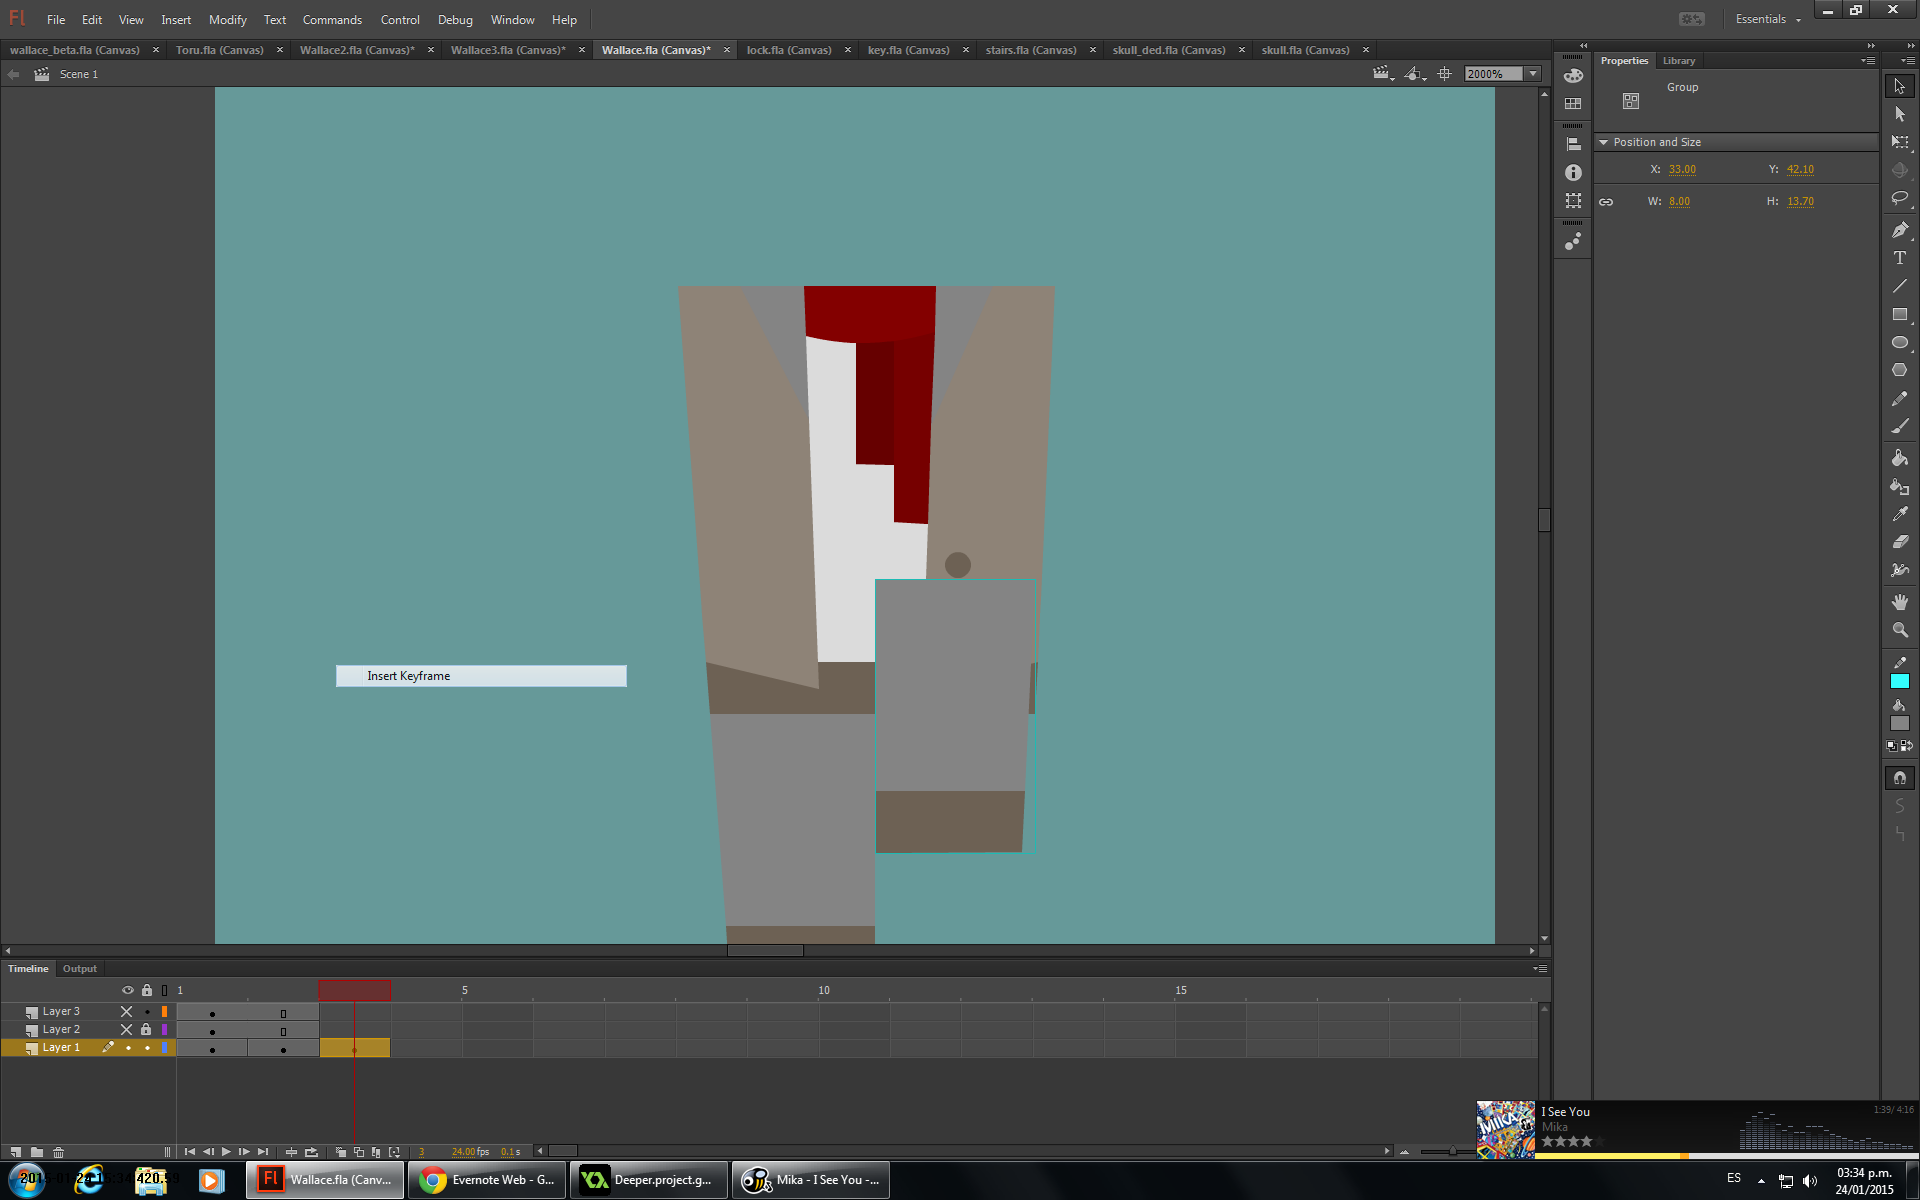 Fl File Edit View Insert Modify Text Commands Control Debug Window Help Essentials
wallace_beta.fla (Canvas) Toru.fla (Canvas) Wallace2.fla (Canvas)* Wallace3.fla (Canvas)* Wallace.fla (Canvas)* lock.fla (Canvas) key.fla (Canvas) stairs.fla (Canvas) skull_ded.fla (Canvas) skull.fla (Canvas)
Scene 1 2000%
Properties Library
Group
Position and Size
X: 33.00 Y: 42.10
W: 8.00 H: 13.70
Insert Keyframe
Timeline Output
1 5 10 15
Layer 3
Layer 2
Layer 1
3 24.00 fps 0.1 s
I See You 1:39/ 4:16
Mika
MIKA
Wallace.fla (Canv... Evernote Web - G... Deeper.project.g... Mika - I See You -...
ES 03:34 p.m.
24/01/2015